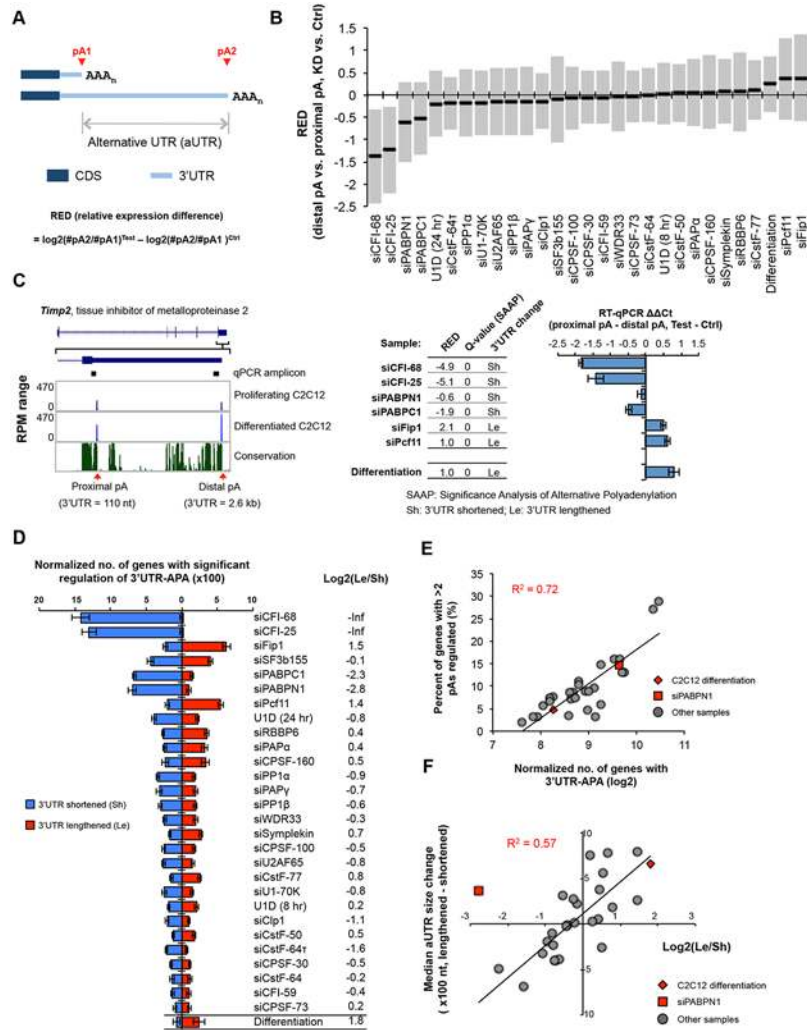 A
pA1
pA2
AAAn
AAAn
Alternative UTR (aUTR)
CDS
3'UTR
RED (relative expression difference)
= log2(#pA2/#pA1)Test – log2(#pA2/#pA1 )Ctrl
B
RED
(distal pA vs. proximal pA, KD vs. Ctrl)
1.5
1
0.5
0
-0.5
-1
-1.5
-2
-2.5
siCFI-68
siCFI-25
siPABPN1
siPABPC1
U1D (24 hr)
siCstF-64τ
siPP1α
siU1-70K
siU2AF65
siPP1β
siPAPγ
siClp1
siSF3b155
siCPSF-100
siCPSF-30
siCFI-59
siWDR33
siCPSF-73
siCstF-64
U1D (8 hr)
siCstF-50
siPAPα
siCPSF-160
siSymplekin
siRBBP6
siCstF-77
Differentiation
siPcf11
siFip1
C
Timp2, tissue inhibitor of metalloproteinase 2
qPCR amplicon
RPM range
470
0
Proliferating C2C12
470
0
Differentiated C2C12
Conservation
Proximal pA
(3'UTR = 110 nt)
Distal pA
(3'UTR = 2.6 kb)
Sample:
RED
Q-value (SAAP)
3'UTR change
siCFI-68 -4.9 0 Sh
siCFI-25 -5.1 0 Sh
siPABPN1 -0.6 0 Sh
siPABPC1 -1.9 0 Sh
siFip1 2.1 0 Le
siPcf11 1.0 0 Le
Differentiation 1.0 0 Le
RT-qPCR ΔΔCt
(proximal pA - distal pA, Test - Ctrl)
-2.5 -2 -1.5 -1 -0.5 0 0.5 1 1.5 2
SAAP: Significance Analysis of Alternative Polyadenylation
Sh: 3'UTR shortened; Le: 3'UTR lengthened
D
Normalized no. of genes with significant
regulation of 3'UTR-APA (x100)
Log2(Le/Sh)
20 15 10 5 0 5 10
siCFI-68 -Inf
siCFI-25 -Inf
siFip1 1.5
siSF3b155 -0.1
siPABPC1 -2.3
siPABPN1 -2.8
siPcf11 1.4
U1D (24 hr) -0.8
siRBBP6 0.4
siPAPα 0.4
siCPSF-160 0.5
siPP1α -0.9
siPAPγ -0.7
siPP1β -0.6
siWDR33 -0.3
siSymplekin 0.7
siCPSF-100 -0.5
siU2AF65 -0.8
siCstF-77 0.8
siU1-70K -0.8
U1D (8 hr) 0.2
siClp1 -1.1
siCstF-50 0.5
siCstF-64τ -1.6
siCPSF-30 -0.5
siCstF-64 -0.2
siCFI-59 -0.4
siCPSF-73 0.2
Differentiation 1.8
3'UTR shortened (Sh)
3'UTR lengthened (Le)
E
Percent of genes with >2
pAs regulated (%)
R² = 0.72
35
30
25
20
15
10
5
0
7 8 9 10 11
C2C12 differentiation
siPABPN1
Other samples
Normalized no. of genes with
3'UTR-APA (log2)
F
Median aUTR size change
( x100 nt, lengthened - shortened)
R² = 0.57
10
5
-5
-10
-3 -2 -1 0 1 2 3
Log2(Le/Sh)
C2C12 differentiation
siPABPN1
Other samples